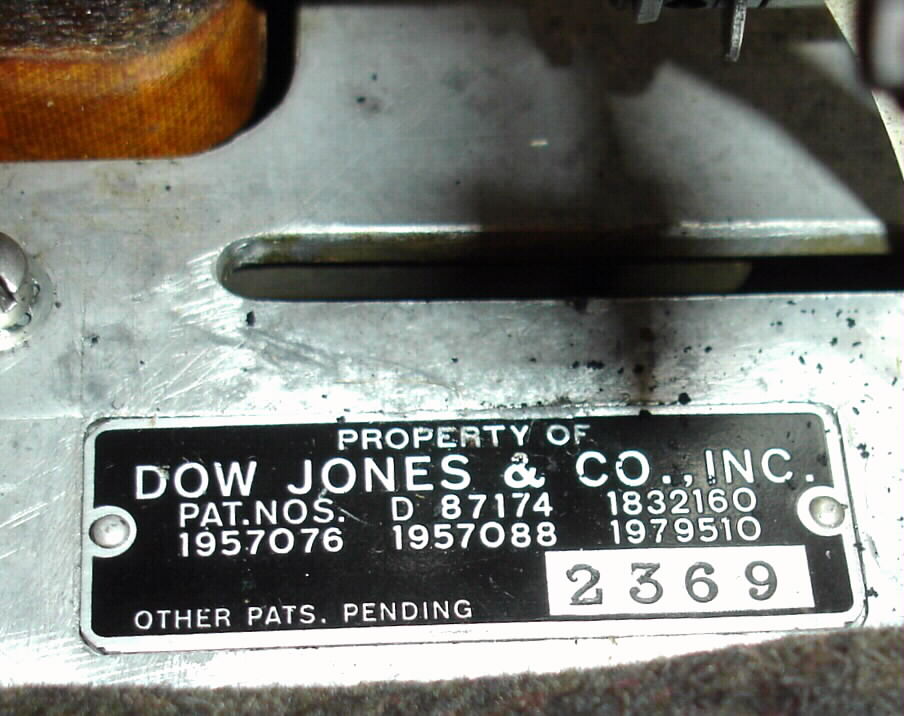 PROPERTY OF
DOW JONES & CO., INC.
PAT.NOS. D 87174 1832160
1957076 1957088 1979510
2369
OTHER PATS. PENDING